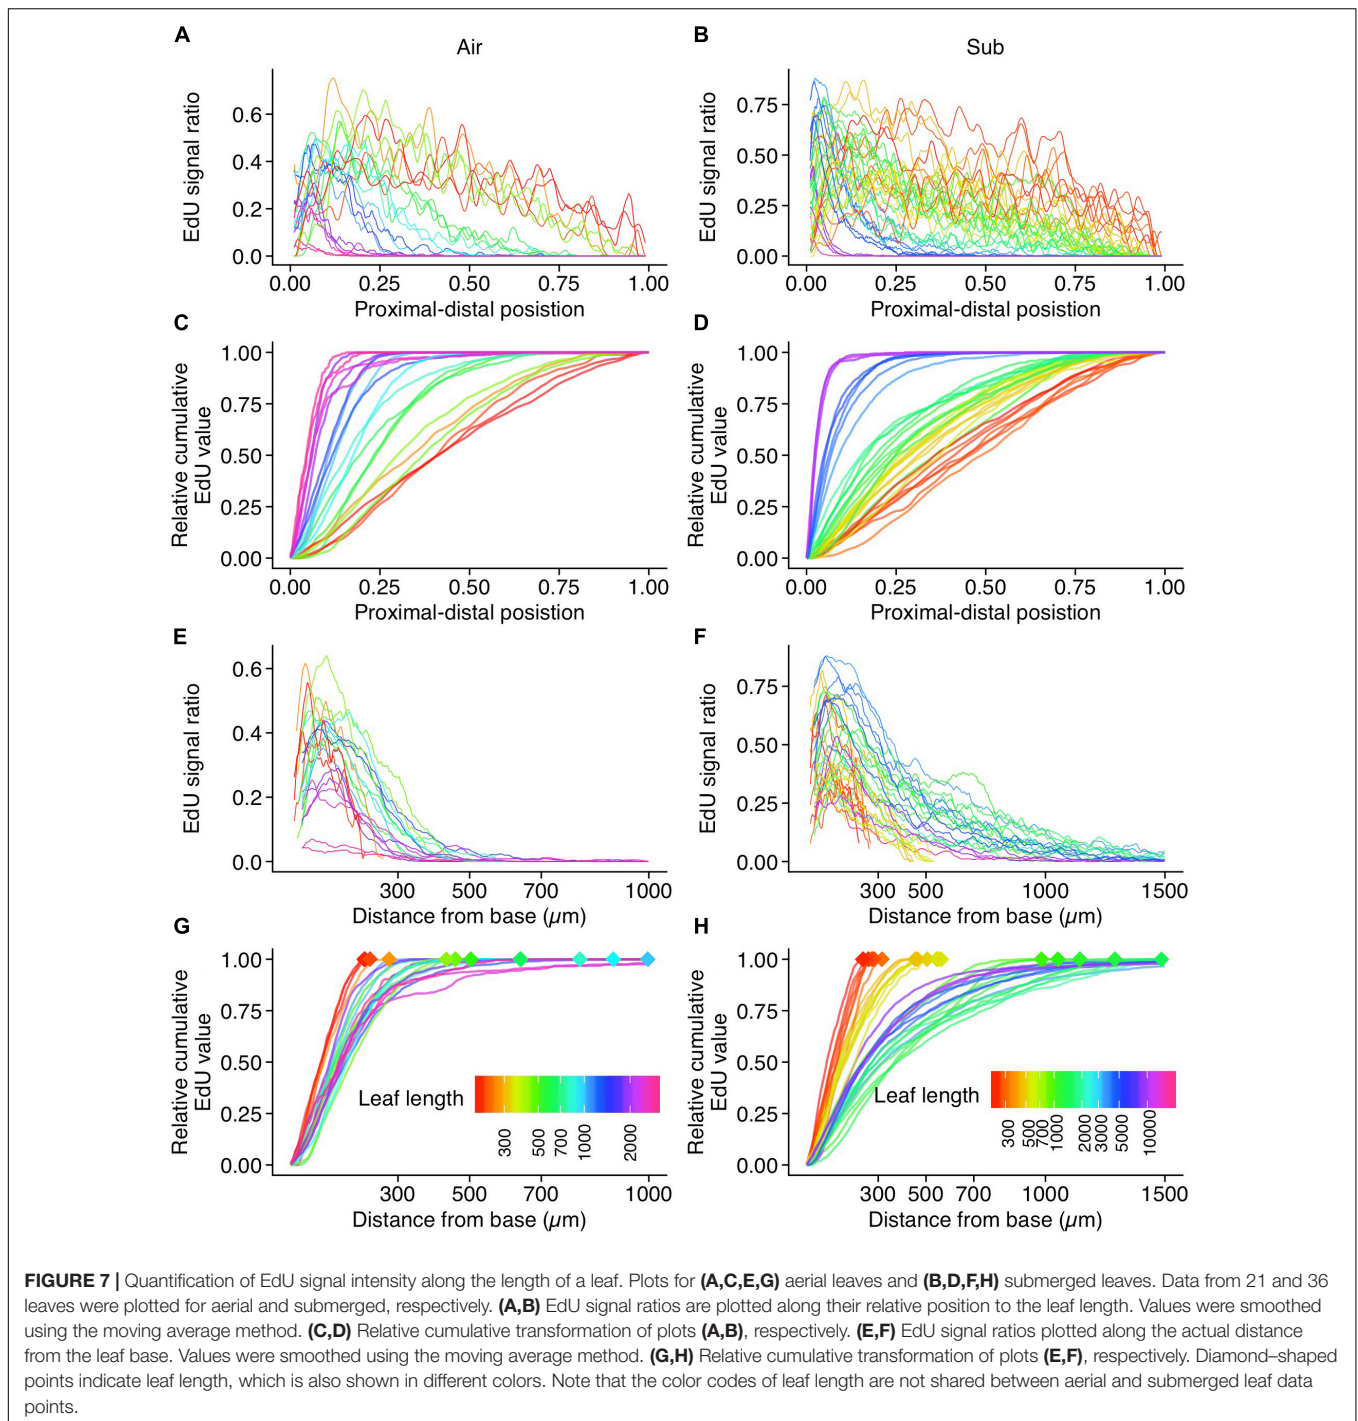 A
Air
EdU signal ratio
0.6
0.4
0.2
0.0
0.00 0.25 0.50 0.75 1.00
Proximal-distal posistion
B
Sub
EdU signal ratio
0.75
0.50
0.25
0.00
0.00 0.25 0.50 0.75 1.00
Proximal-distal posistion
C
Relative cumulative
EdU value
1.00
0.75
0.50
0.25
0.00
0.00 0.25 0.50 0.75 1.00
Proximal-distal posistion
D
Relative cumulative
EdU value
1.00
0.75
0.50
0.25
0.00
0.00 0.25 0.50 0.75 1.00
Proximal-distal posistion
E
EdU signal ratio
0.6
0.4
0.2
0.0
300 500 700 1000
Distance from base (µm)
F
EdU signal ratio
0.75
0.50
0.25
0.00
300 500 1000 1500
Distance from base (µm)
G
Relative cumulative
EdU value
1.00
0.75
0.50
0.25
0.00
Leaf length
300 500 700 1000 2000
300 500 700 1000
Distance from base (µm)
H
Relative cumulative
EdU value
1.00
0.75
0.50
0.25
0.00
Leaf length
300 500 700 1000 2000 3000 5000 10000
300 500 700 1000 1500
Distance from base (µm)
FIGURE 7 | Quantification of EdU signal intensity along the length of a leaf. Plots for (A,C,E,G) aerial leaves and (B,D,F,H) submerged leaves. Data from 21 and 36
leaves were plotted for aerial and submerged, respectively. (A,B) EdU signal ratios are plotted along their relative position to the leaf length. Values were smoothed
using the moving average method. (C,D) Relative cumulative transformation of plots (A,B), respectively. (E,F) EdU signal ratios plotted along the actual distance
from the leaf base. Values were smoothed using the moving average method. (G,H) Relative cumulative transformation of plots (E,F), respectively. Diamond–shaped
points indicate leaf length, which is also shown in different colors. Note that the color codes of leaf length are not shared between aerial and submerged leaf data
points.